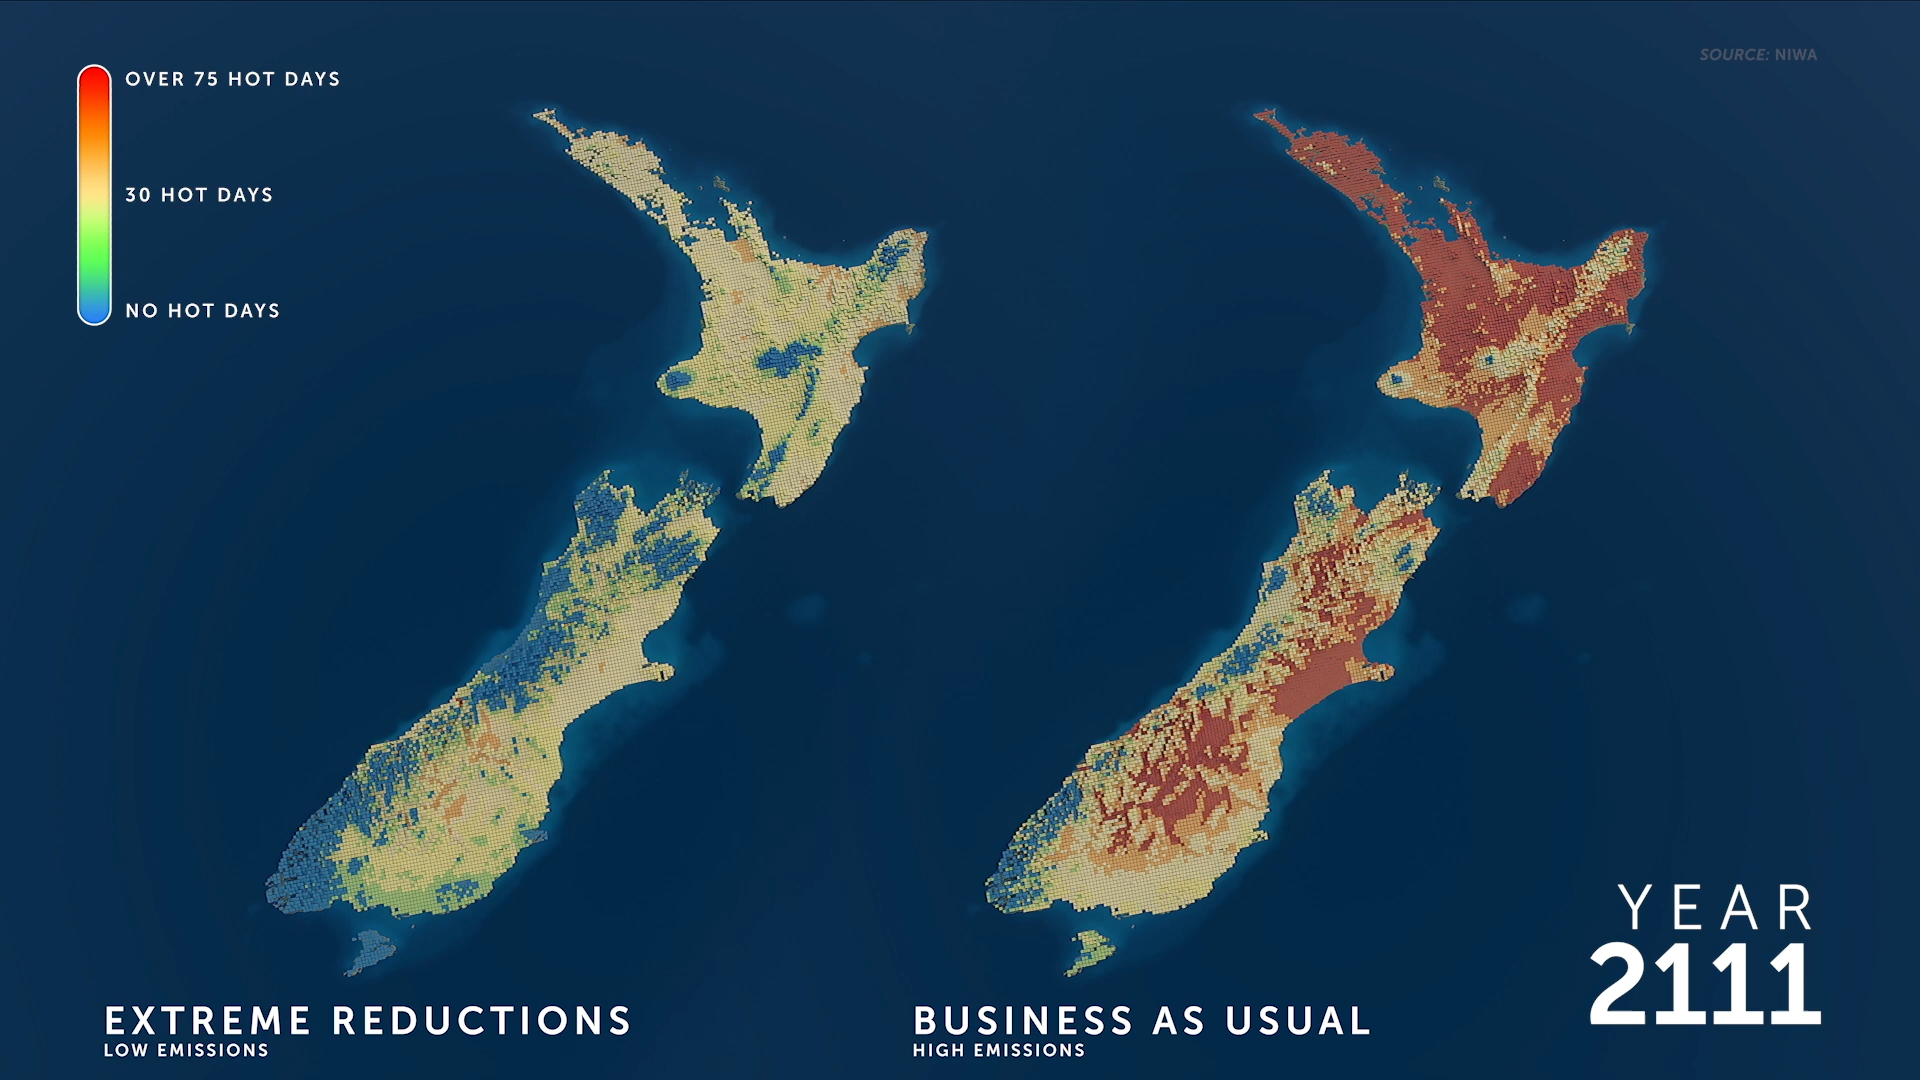 SOURCE: NIWA
OVER 75 HOT DAYS
30 HOT DAYS
NO HOT DAYS
YEAR
2111
EXTREME REDUCTIONS
LOW EMISSIONS
BUSINESS AS USUAL
HIGH EMISSIONS